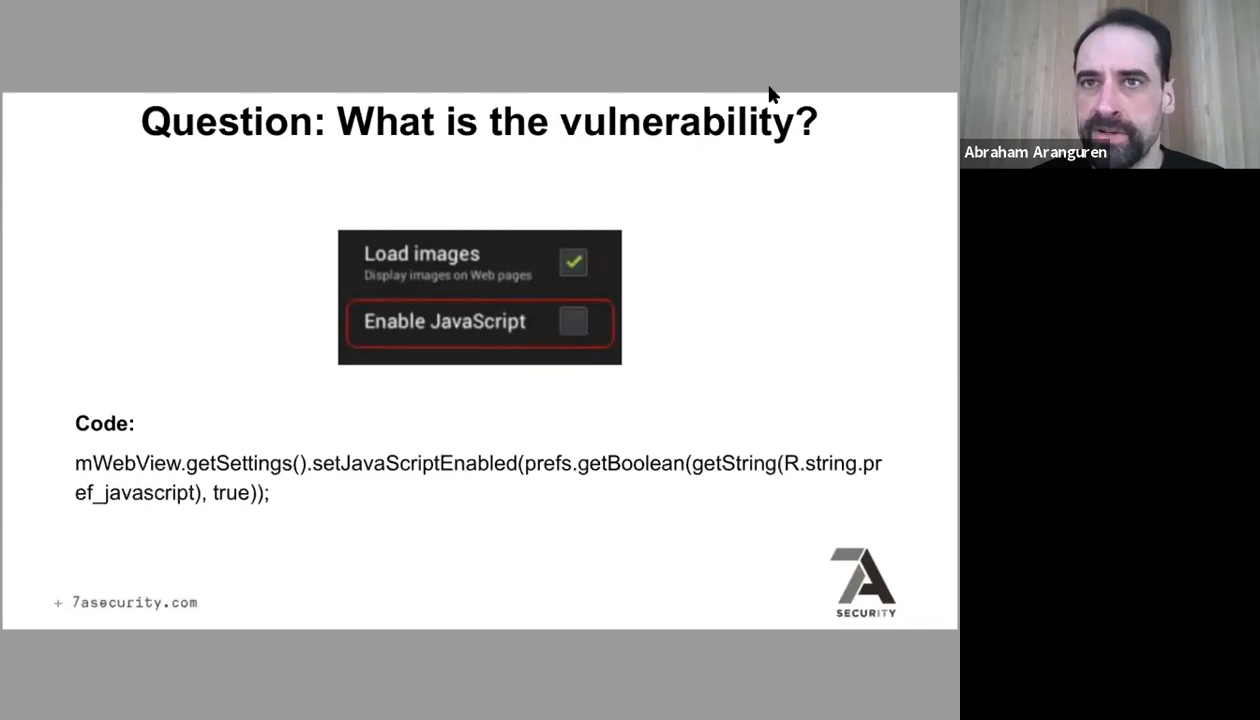 Question: What is the vulnerability?
Abraham Aranguren
Load images
Display images on Web pages
Enable JavaScript
Code:
mWebView.getSettings().setJavaScriptEnabled(prefs.getBoolean(getString(R.string.pr
ef_javascript), true));
+ 7asecurity.com
7A
SECURITY